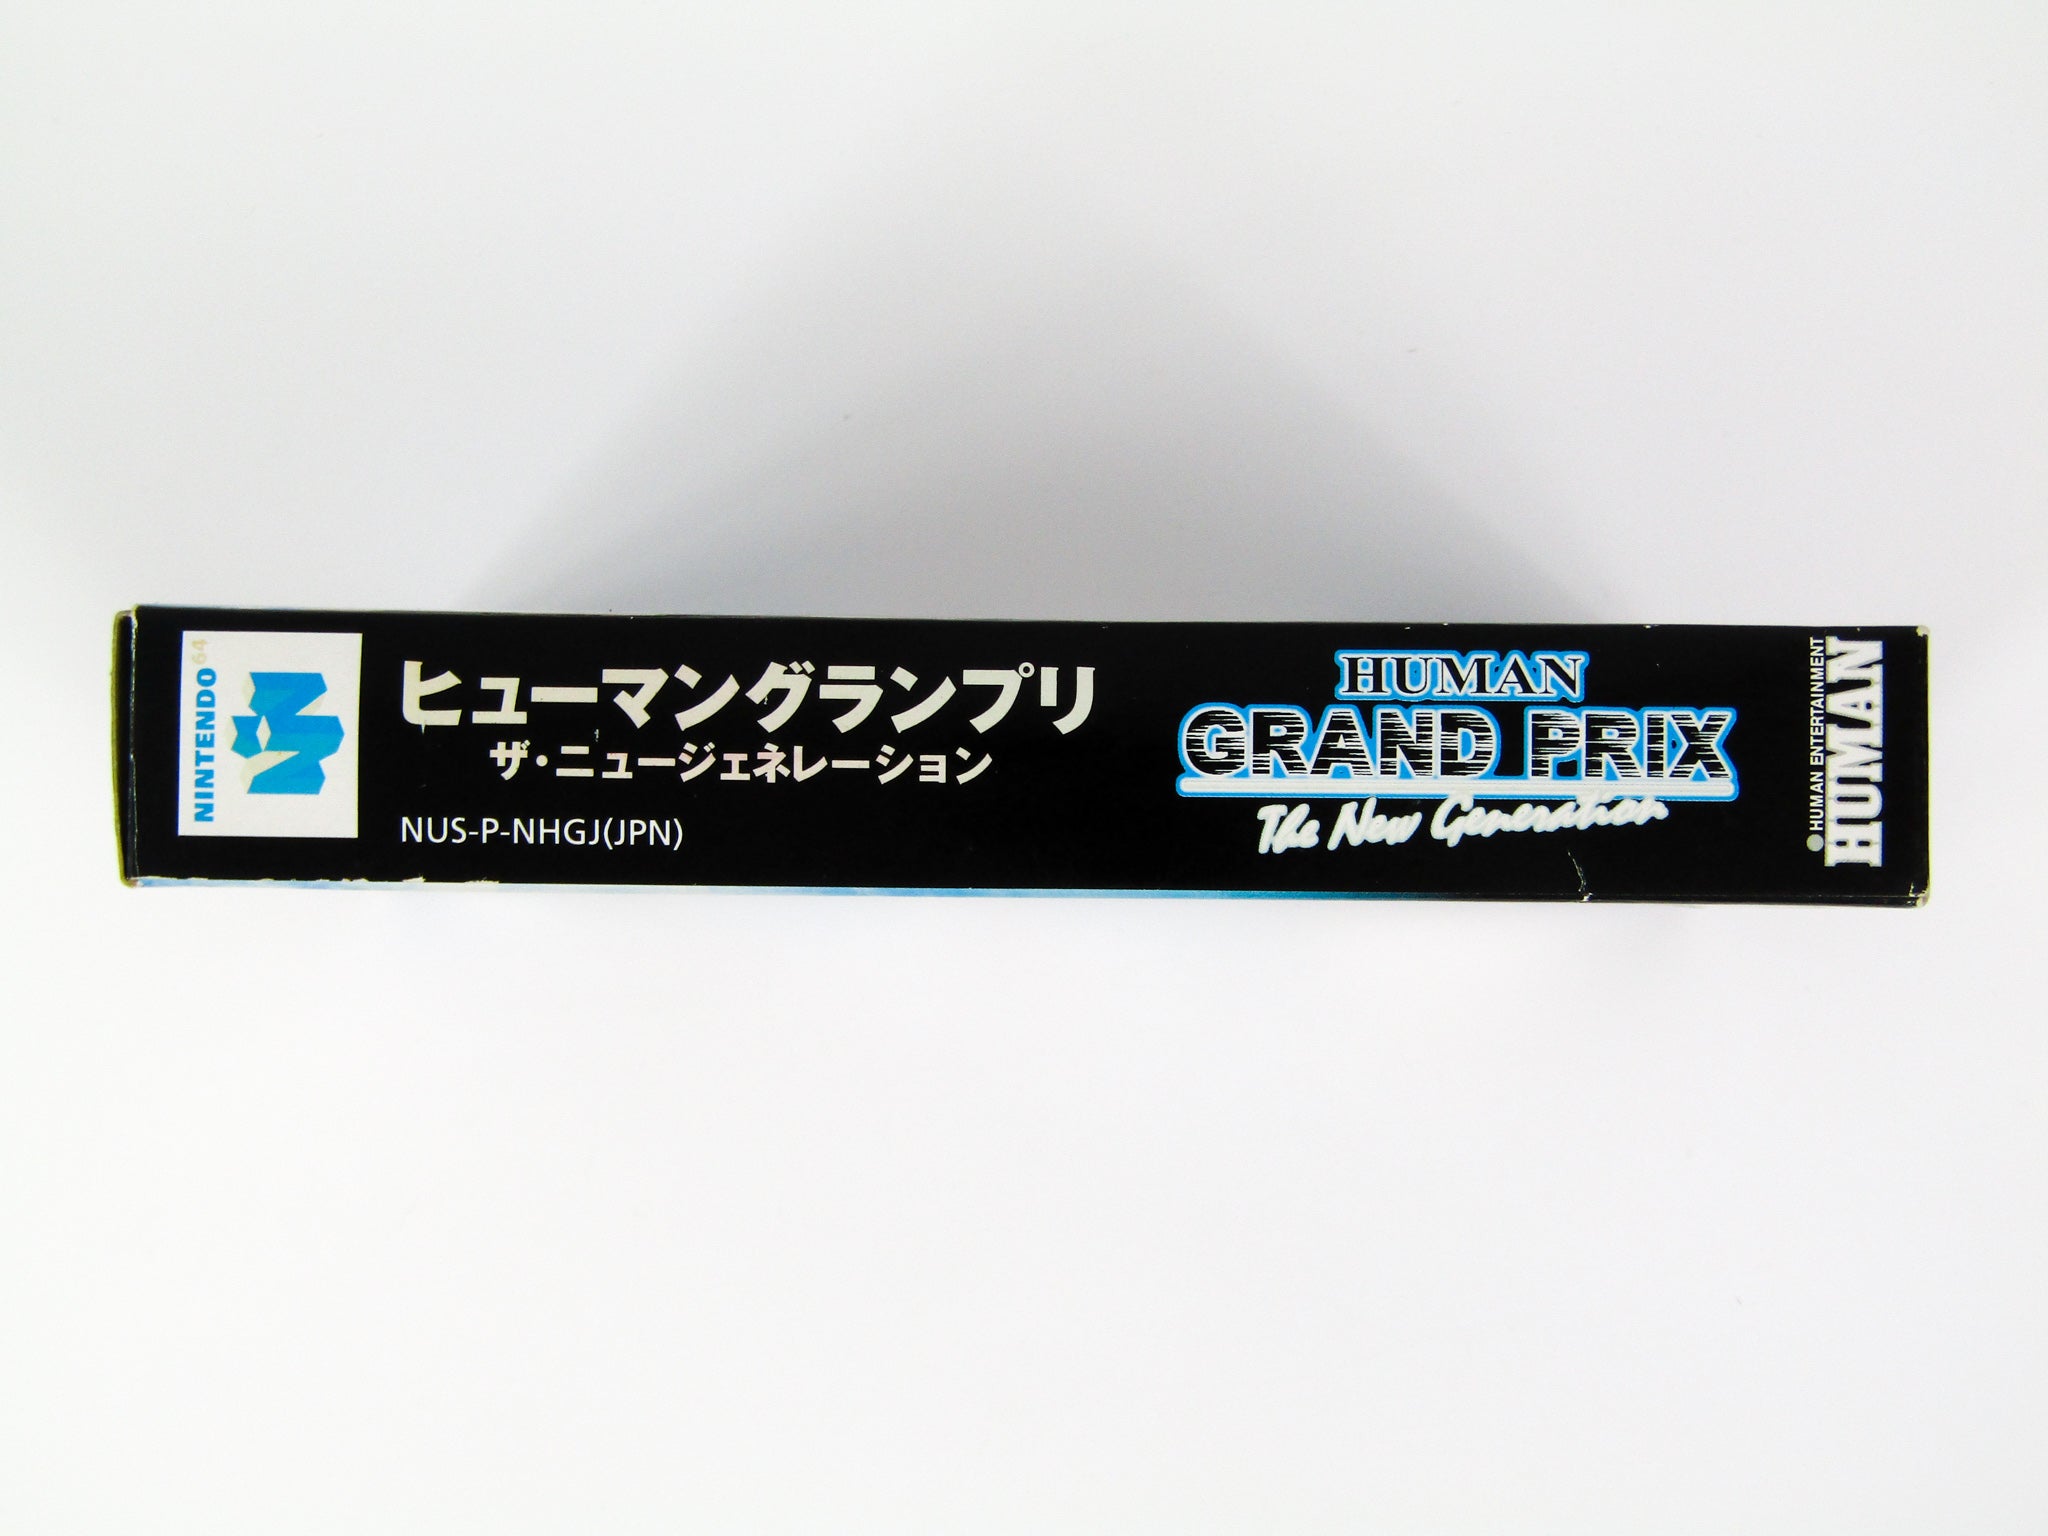 NINTENDO64
ヒューマングランプリ
ザ・ニュージェネレーション
NUS-P-NHGJ(JPN)
HUMAN
GRAND PRIX
The New Generation
●HUMAN ENTERTAINMENT
HUMAN